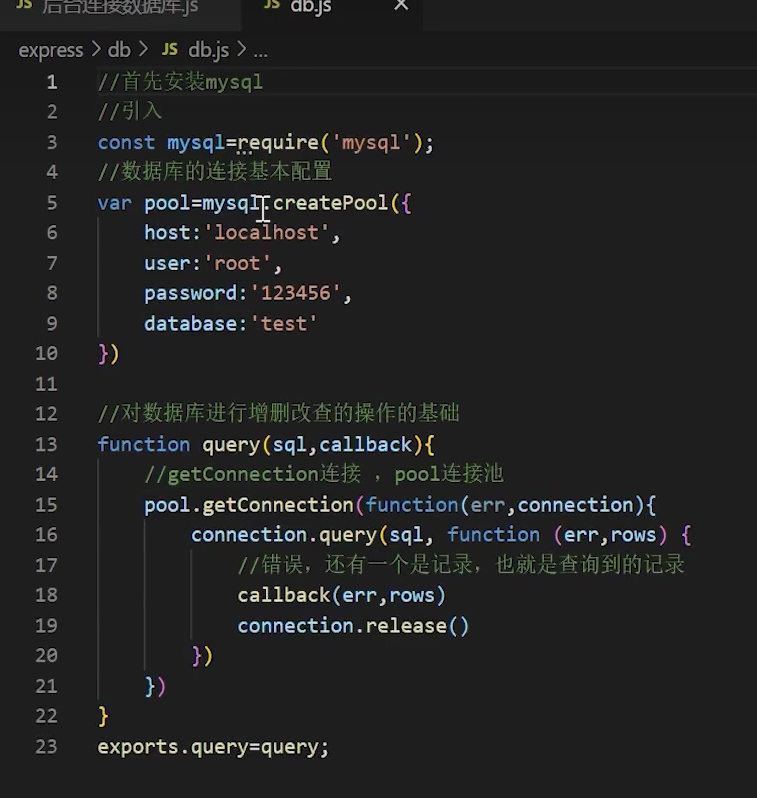 JS 后台连接数据库.js JS db.js ×
express > db > JS db.js > ...
1 //首先安装mysql
2 //引入
3 const mysql=require('mysql');
4 //数据库的连接基本配置
5 var pool=mysql.createPool({
6 host:'localhost',
7 user:'root',
8 password:'123456',
9 database:'test'
10 })
11
12 //对数据库进行增删改查的操作的基础
13 function query(sql,callback){
14 //getConnection连接 ，pool连接池
15 pool.getConnection(function(err,connection){
16 connection.query(sql, function (err,rows) {
17 //错误，还有一个是记录，也就是查询到的记录
18 callback(err,rows)
19 connection.release()
20 })
21 })
22 }
23 exports.query=query;